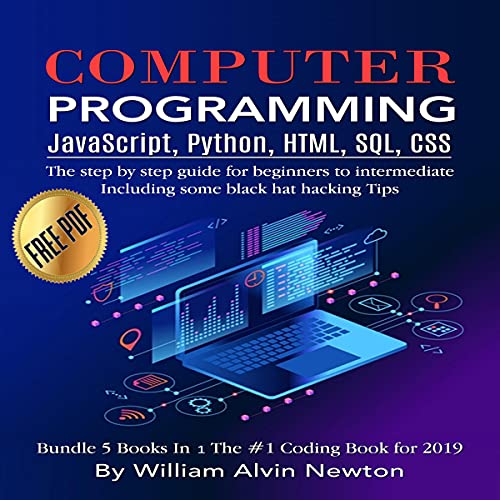 COMPUTER
PROGRAMMING
JavaScript, Python, HTML, SQL, CSS
The step by step guide for beginners to intermediate
Including some black hat hacking Tips
FREE PDF
</>
</>
Bundle 5 Books In 1 The #1 Coding Book for 2019
By William Alvin Newton